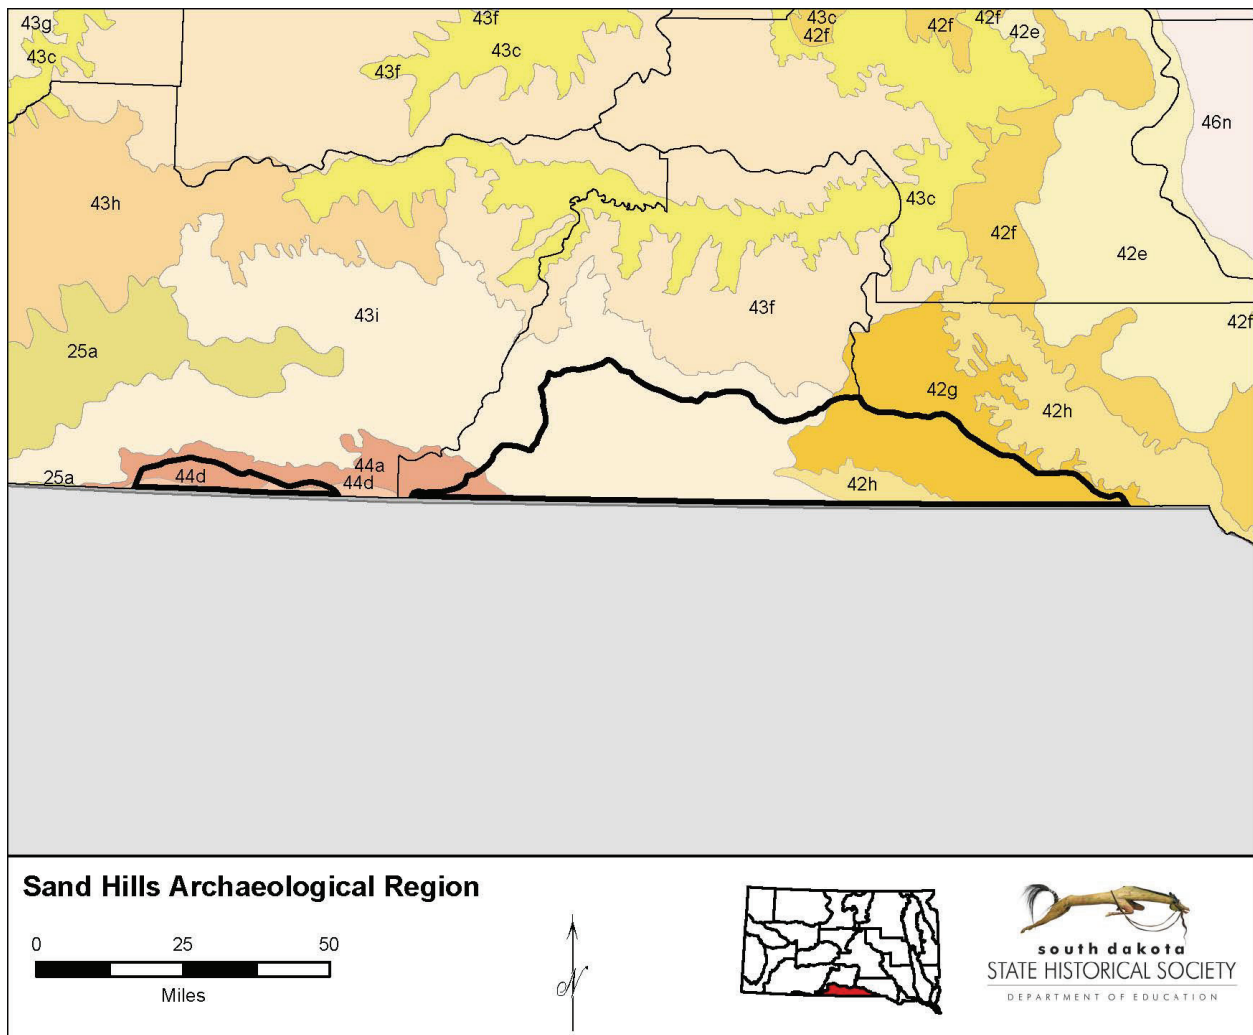 43g
43f
43c
42f
42f
42f
42e
43c
43c
43f
46n
43h
43c
42f
42e
43i
43f
42f
25a
42g
42h
44a
25a
44d
44d
42h
Sand Hills Archaeological Region
0 25 50
Miles
N
south dakota
STATE HISTORICAL SOCIETY
DEPARTMENT OF EDUCATION